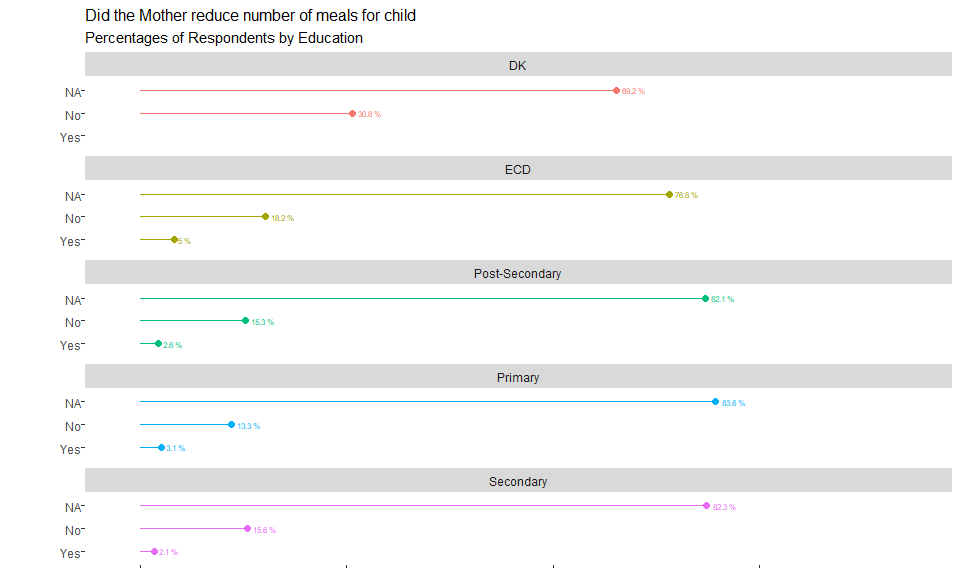 Did the Mother reduce number of meals for child
Percentages of Respondents by Education
DK
NA
69.2 %
No
30.8 %
Yes
ECD
NA
76.8 %
No
18.2 %
Yes
5 %
Post-Secondary
NA
82.1 %
No
15.3 %
Yes
2.6 %
Primary
NA
83.6 %
No
13.3 %
Yes
3.1 %
Secondary
NA
82.3 %
No
15.6 %
Yes
2.1 %